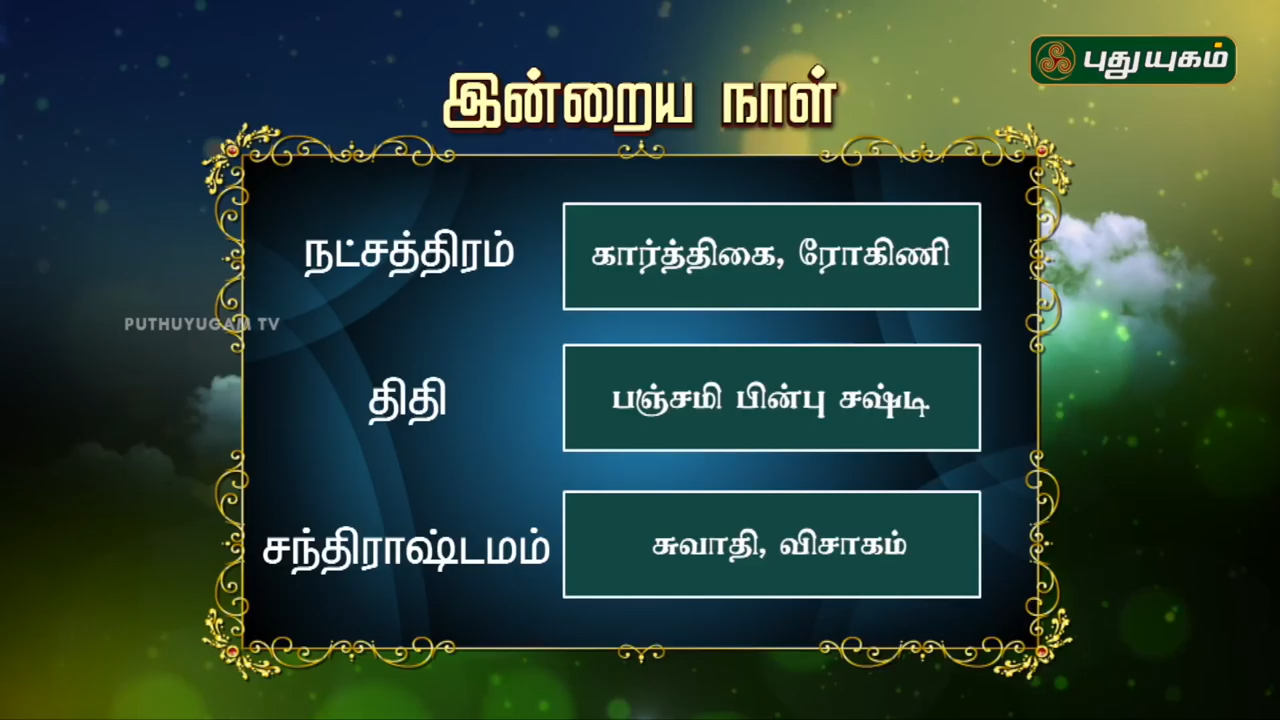 புதுயுகம்
இன்றைய நாள்
நட்சத்திரம் கார்த்திகை, ரோகிணி
PUTHUYUGAM TV
திதி பஞ்சமி பின்பு சஷ்டி
சந்திராஷ்டமம் சுவாதி, விசாகம்